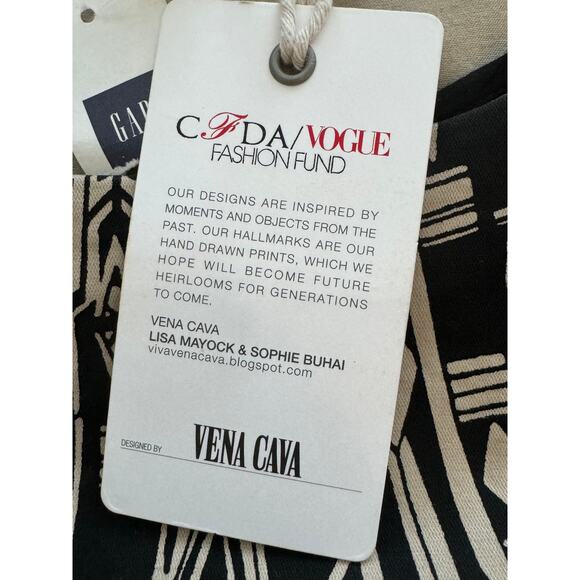 GAP
CFDA/VOGUE
FASHION FUND
OUR DESIGNS ARE INSPIRED BY
MOMENTS AND OBJECTS FROM THE
PAST. OUR HALLMARKS ARE OUR
HAND DRAWN PRINTS, WHICH WE
HOPE WILL BECOME FUTURE
HEIRLOOMS FOR GENERATIONS
TO COME.
VENA CAVA
LISA MAYOCK & SOPHIE BUHAI
vivavenacava.blogspot.com
DESIGNED BY VENA CAVA